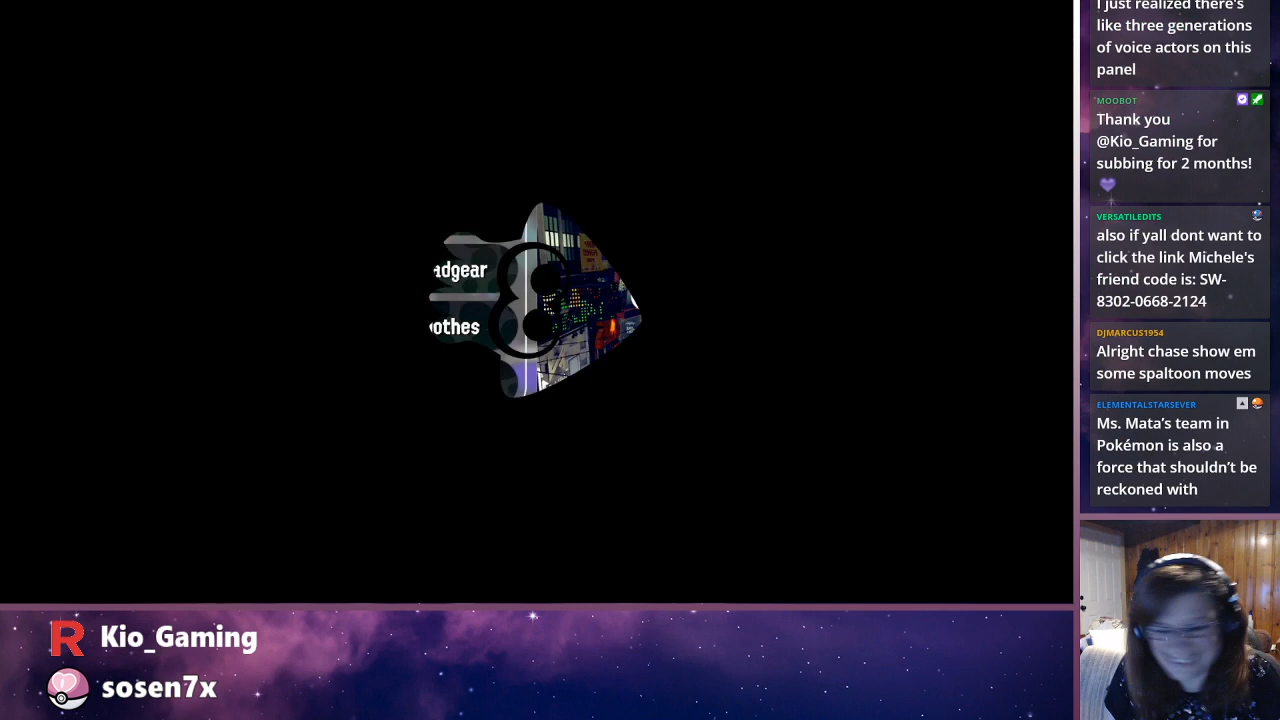 I just realized there's
like three generations
of voice actors on this
panel
MOOBOT
Thank you
@Kio_Gaming for
subbing for 2 months!
VERSATILEDITS
also if yall dont want to
click the link Michele's
friend code is: SW-
8302-0668-2124
DJMARCUS1954
Alright chase show em
some spaltoon moves
ELEMENTALSTARSEVER
Ms. Mata’s team in
Pokémon is also a
force that shouldn’t be
reckoned with
adgear
othes
R Kio_Gaming
sosen7x